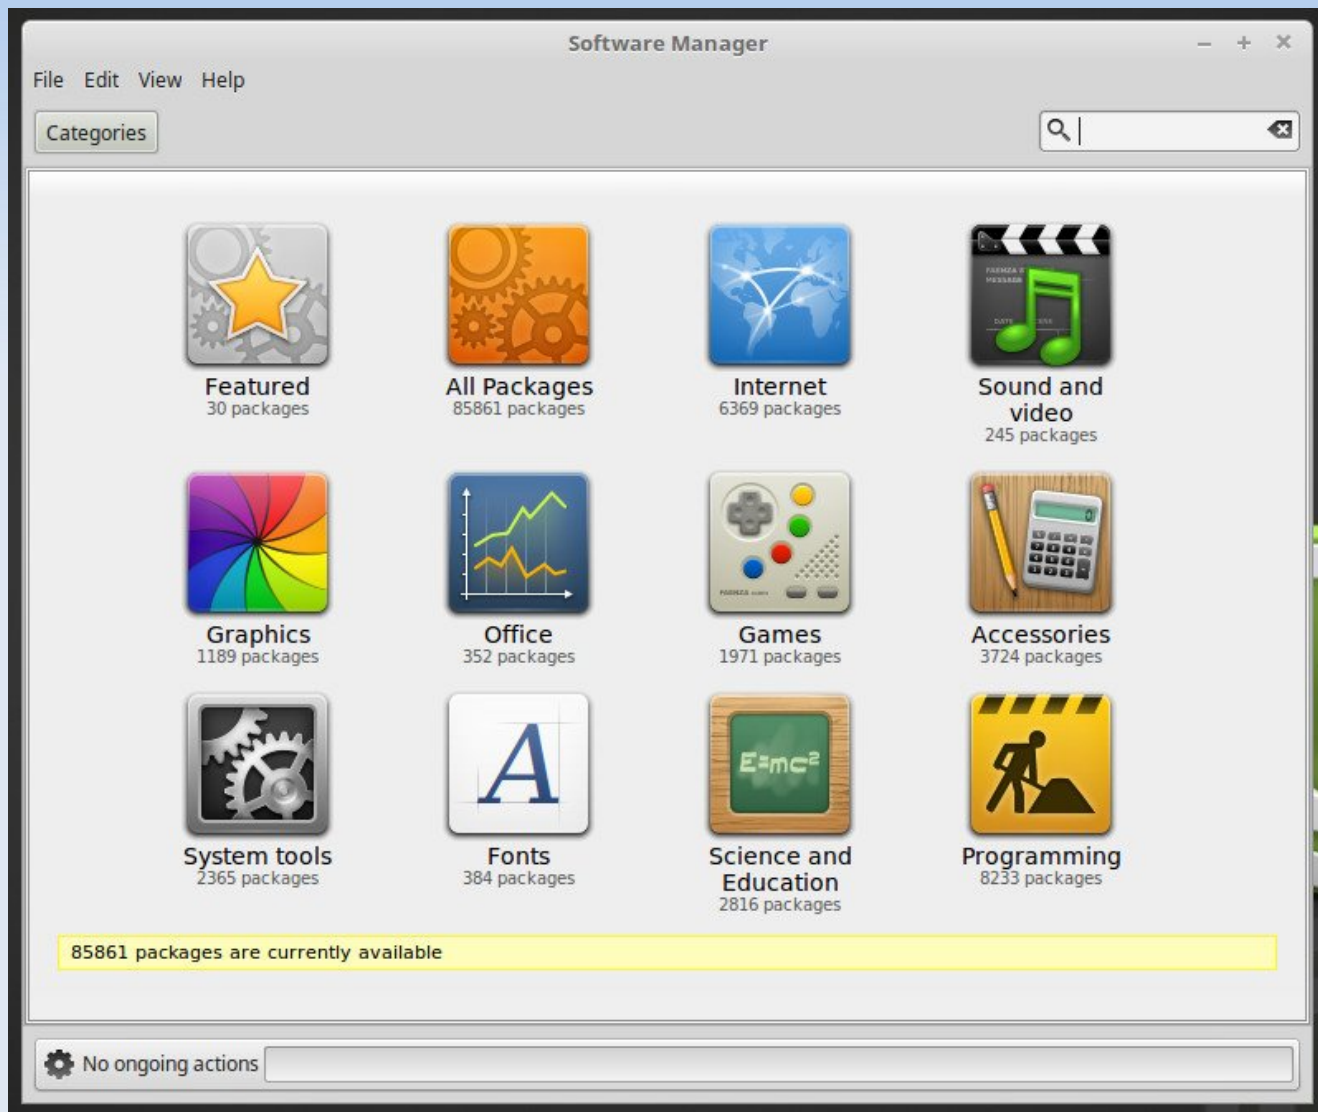 Software Manager
File Edit View Help
Categories
Featured
30 packages
All Packages
85861 packages
Internet
6369 packages
Sound and
video
245 packages
Graphics
1189 packages
Office
352 packages
Games
1971 packages
Accessories
3724 packages
System tools
2365 packages
Fonts
384 packages
E=mc²
Science and
Education
2816 packages
Programming
8233 packages
85861 packages are currently available
No ongoing actions